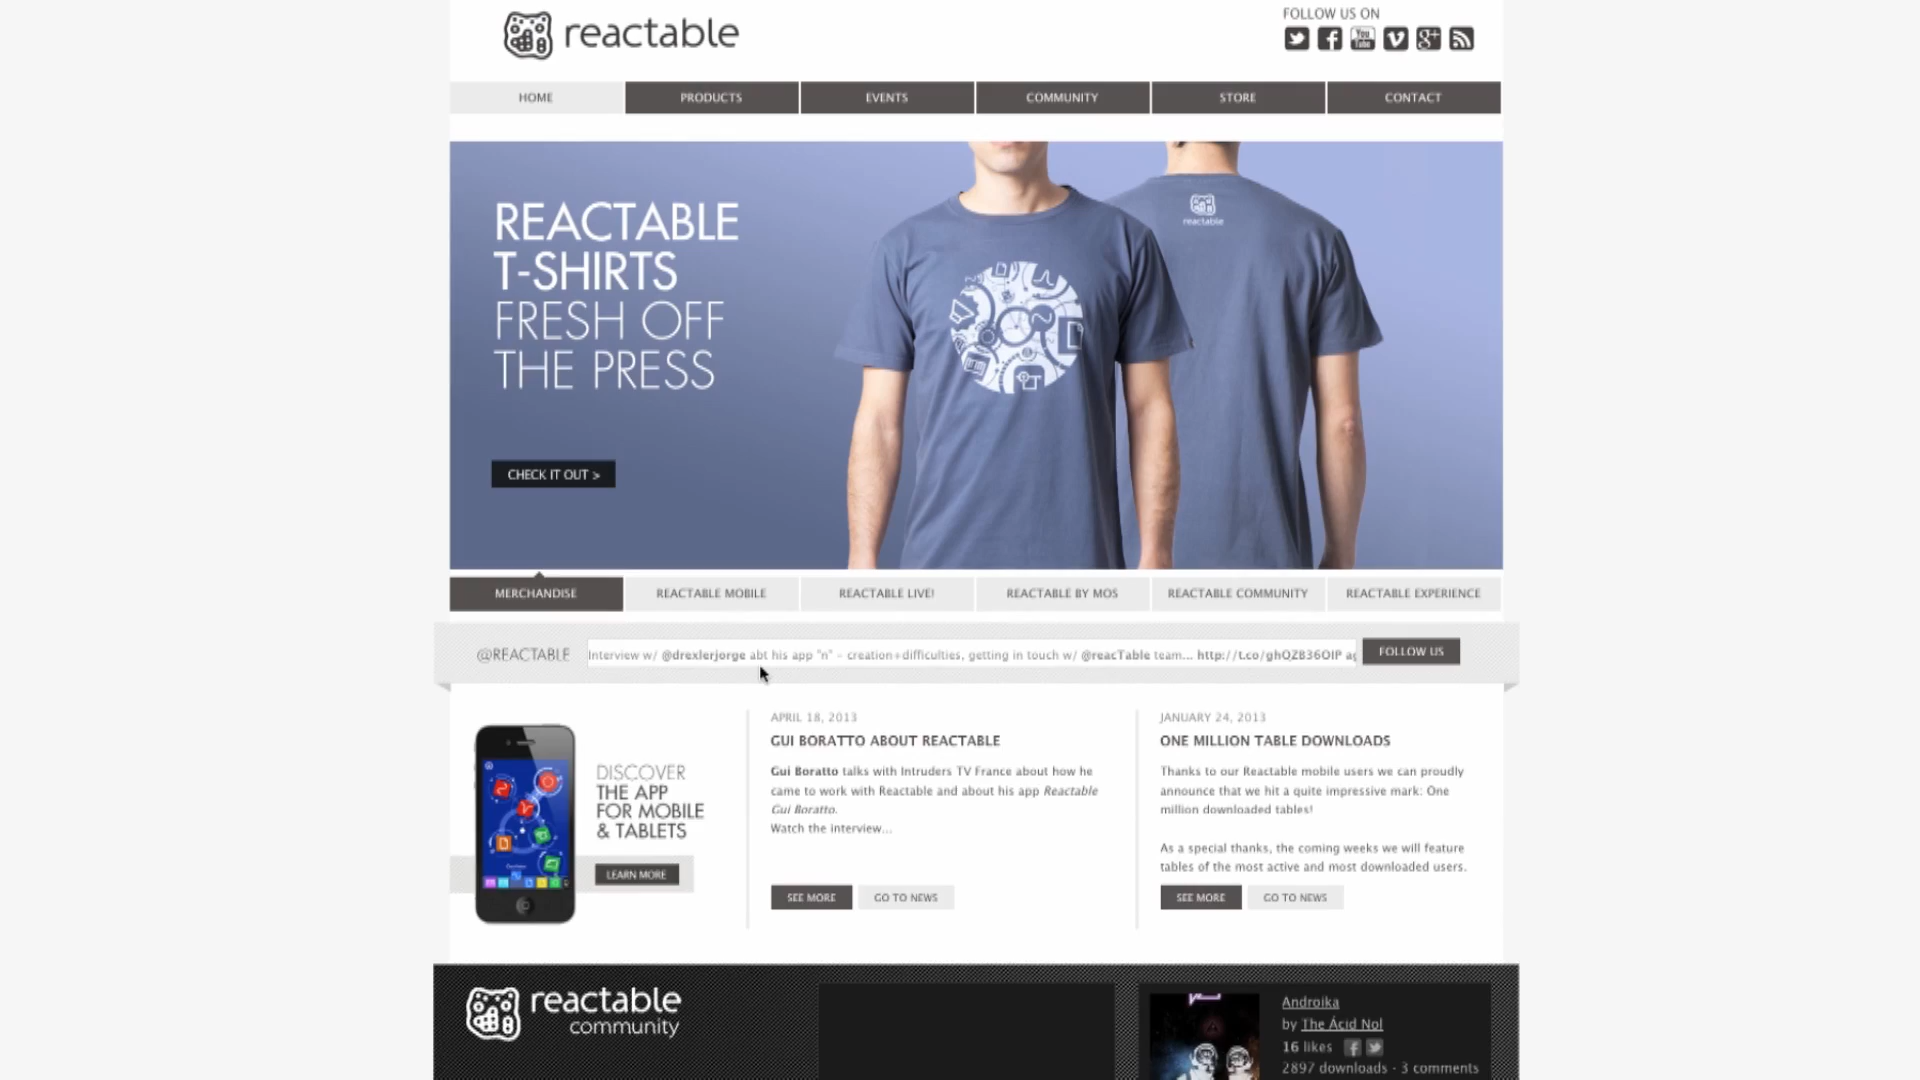 reactable
FOLLOW US ON
HOME
PRODUCTS
EVENTS
COMMUNITY
STORE
CONTACT
REACTABLE
T-SHIRTS
FRESH OFF
THE PRESS
reactable
CHECK IT OUT >
MERCHANDISE
REACTABLE MOBILE
REACTABLE LIVE!
REACTABLE BY MOS
REACTABLE COMMUNITY
REACTABLE EXPERIENCE
@REACTABLE
Interview w/ @drexlerjorge abt his app "n" - creation+difficulties, getting in touch w/ @reacTable team... http://t.co/ghQZB36OIP
FOLLOW US
DISCOVER
THE APP
FOR MOBILE
& TABLETS
LEARN MORE
APRIL 18, 2013
GUI BORATTO ABOUT REACTABLE
Gui Boratto talks with Intruders TV France about how he
came to work with Reactable and about his app Reactable
Gui Boratto.
Watch the interview...
SEE MORE
GO TO NEWS
JANUARY 24, 2013
ONE MILLION TABLE DOWNLOADS
Thanks to our Reactable mobile users we can proudly
announce that we hit a quite impressive mark: One
million downloaded tables!
As a special thanks, the coming weeks we will feature
tables of the most active and most downloaded users.
SEE MORE
GO TO NEWS
reactable
community
Androika
by The Ácid Nol
16 likes
2897 downloads · 3 comments